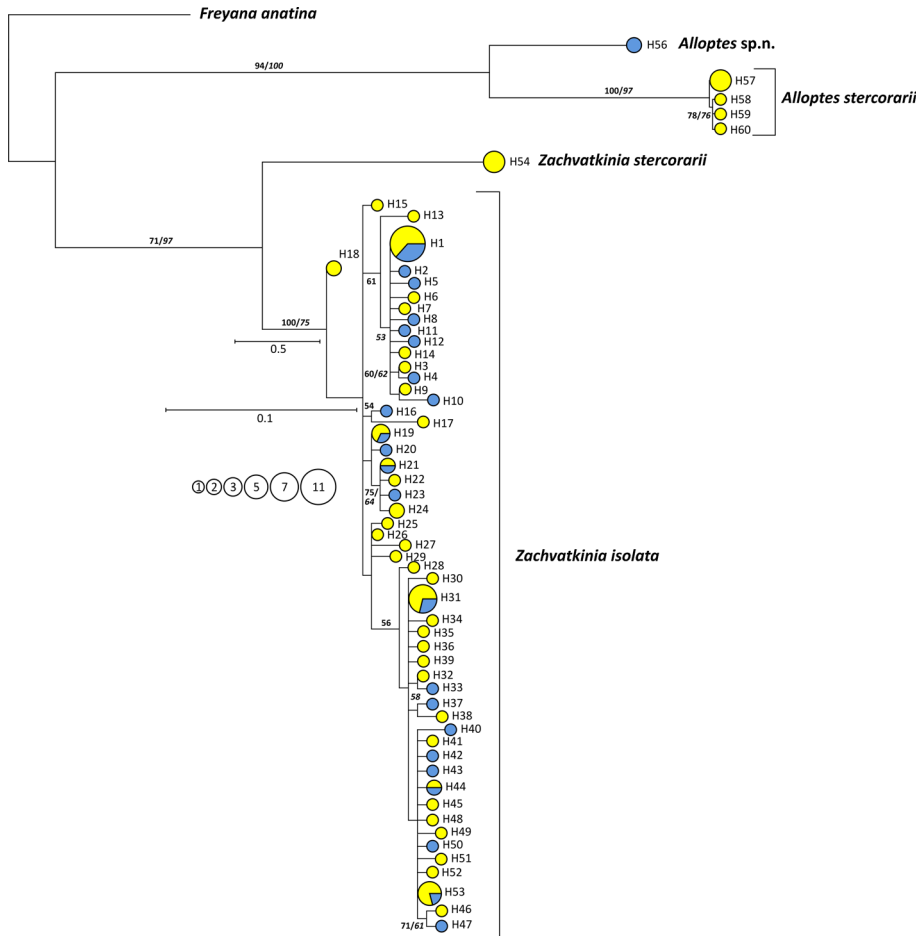 Freyana anatina
H56
Alloptes sp.n.
94/100
H57
100/97
H58
Alloptes stercorarii
78/76
H59
H60
H54
Zachvatkinia stercorarii
H15
H13
71/97
H18
H1
61
H2
H5
H6
H7
100/75
H8
H11
53
H12
0.5
H14
H3
60/62
H4
H9
H10
54
0.1
H16
H17
H19
H20
H21
1
2
3
5
7
11
H22
75/
64
H23
H24
H25
H26
H27
H29
Zachvatkinia isolata
H28
H30
H31
H34
56
H35
H36
H39
H32
H33
58
H37
H38
H40
H41
H42
H43
H44
H45
H48
H49
H50
H51
H52
H53
H46
71/61
H47